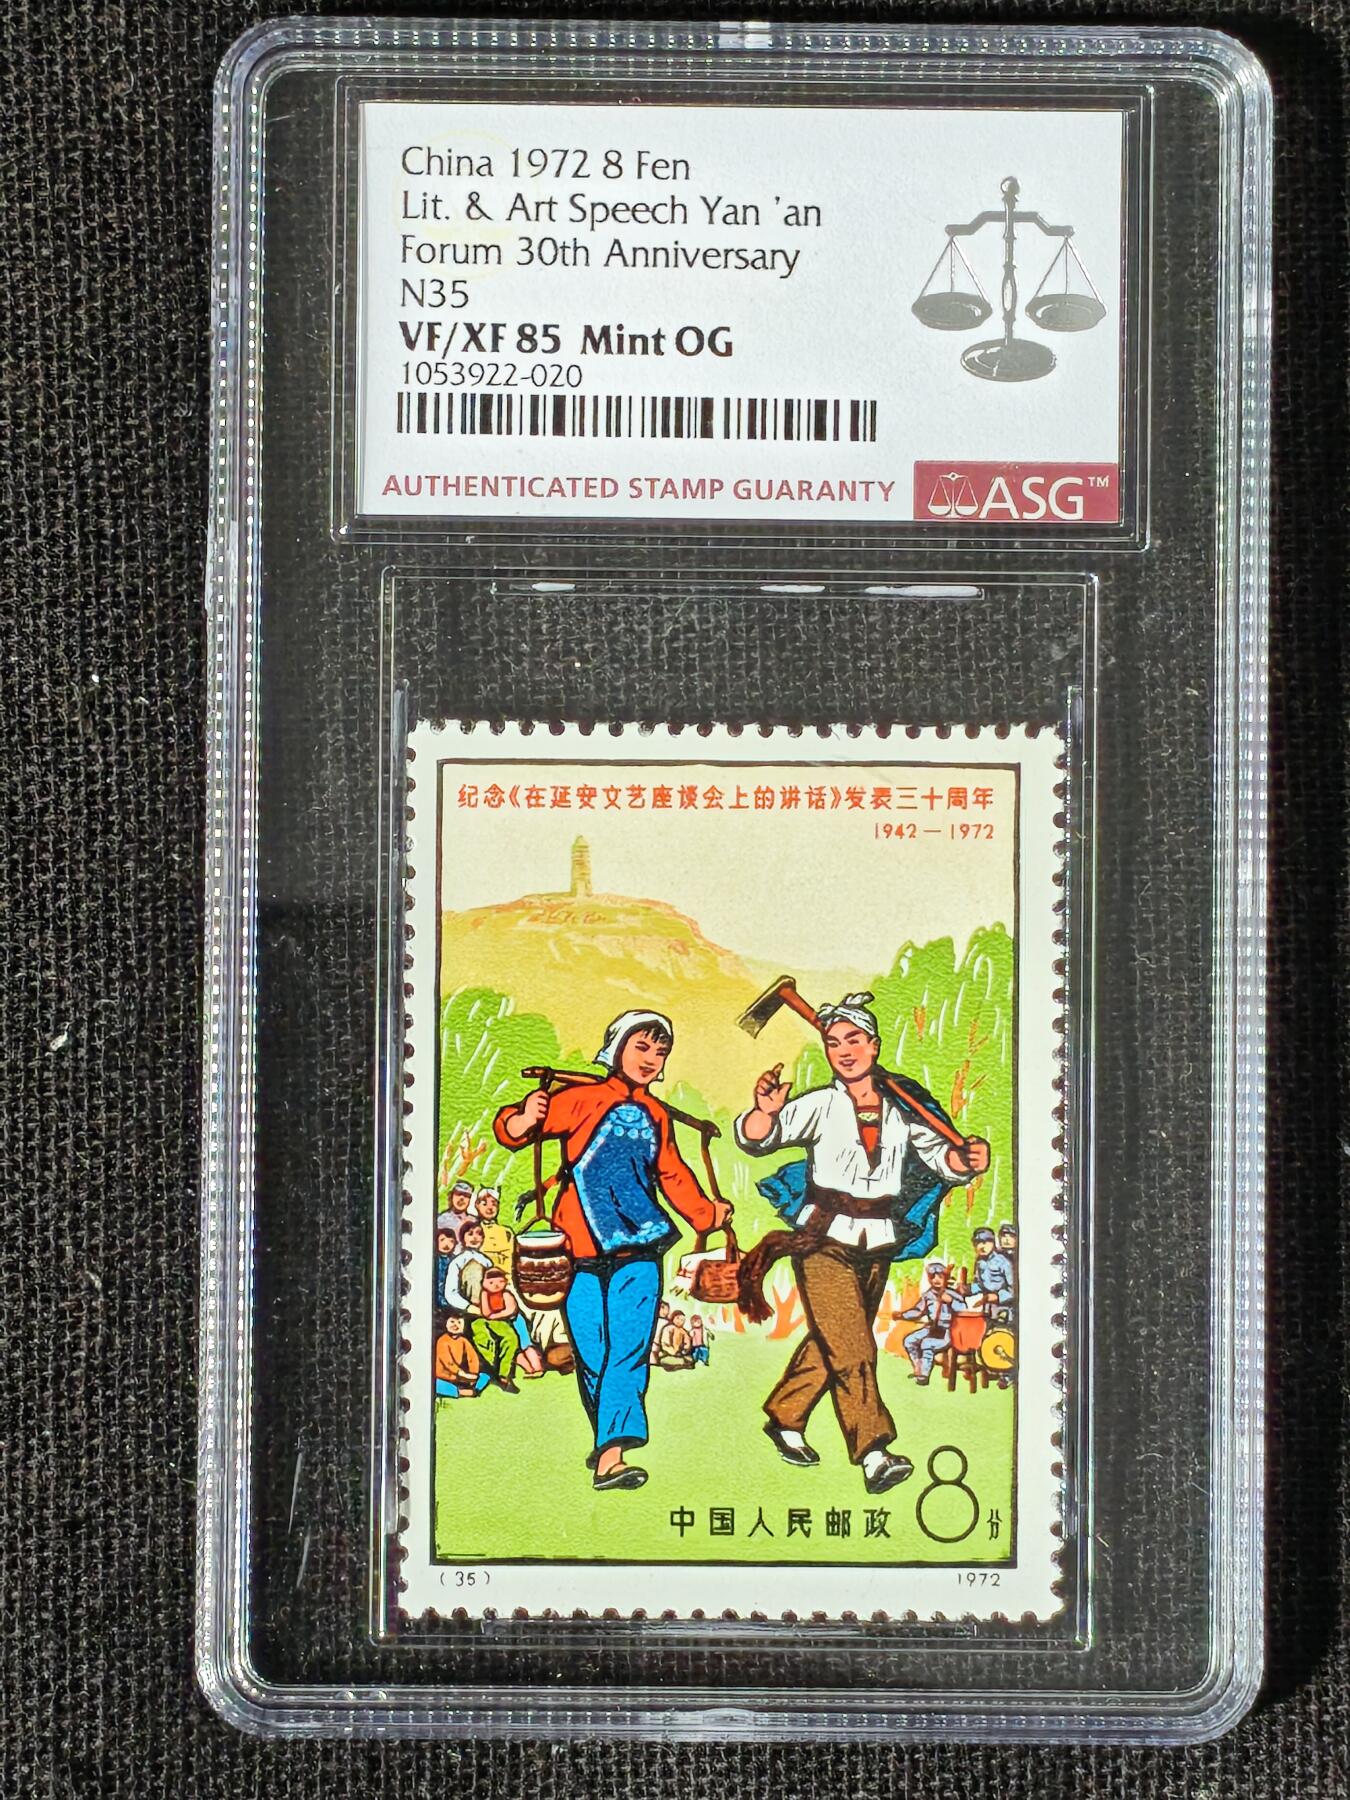 China 1972 8 Fen
Lit. & Art Speech Yan 'an
Forum 30th Anniversary
N35
VF/XF 85 Mint OG
1053922-020
AUTHENTICATED STAMP GUARANTY
ASG™
纪念《在延安文艺座谈会上的讲话》发表三十周年
1942—1972
中国人民邮政 8分
(35) 1972